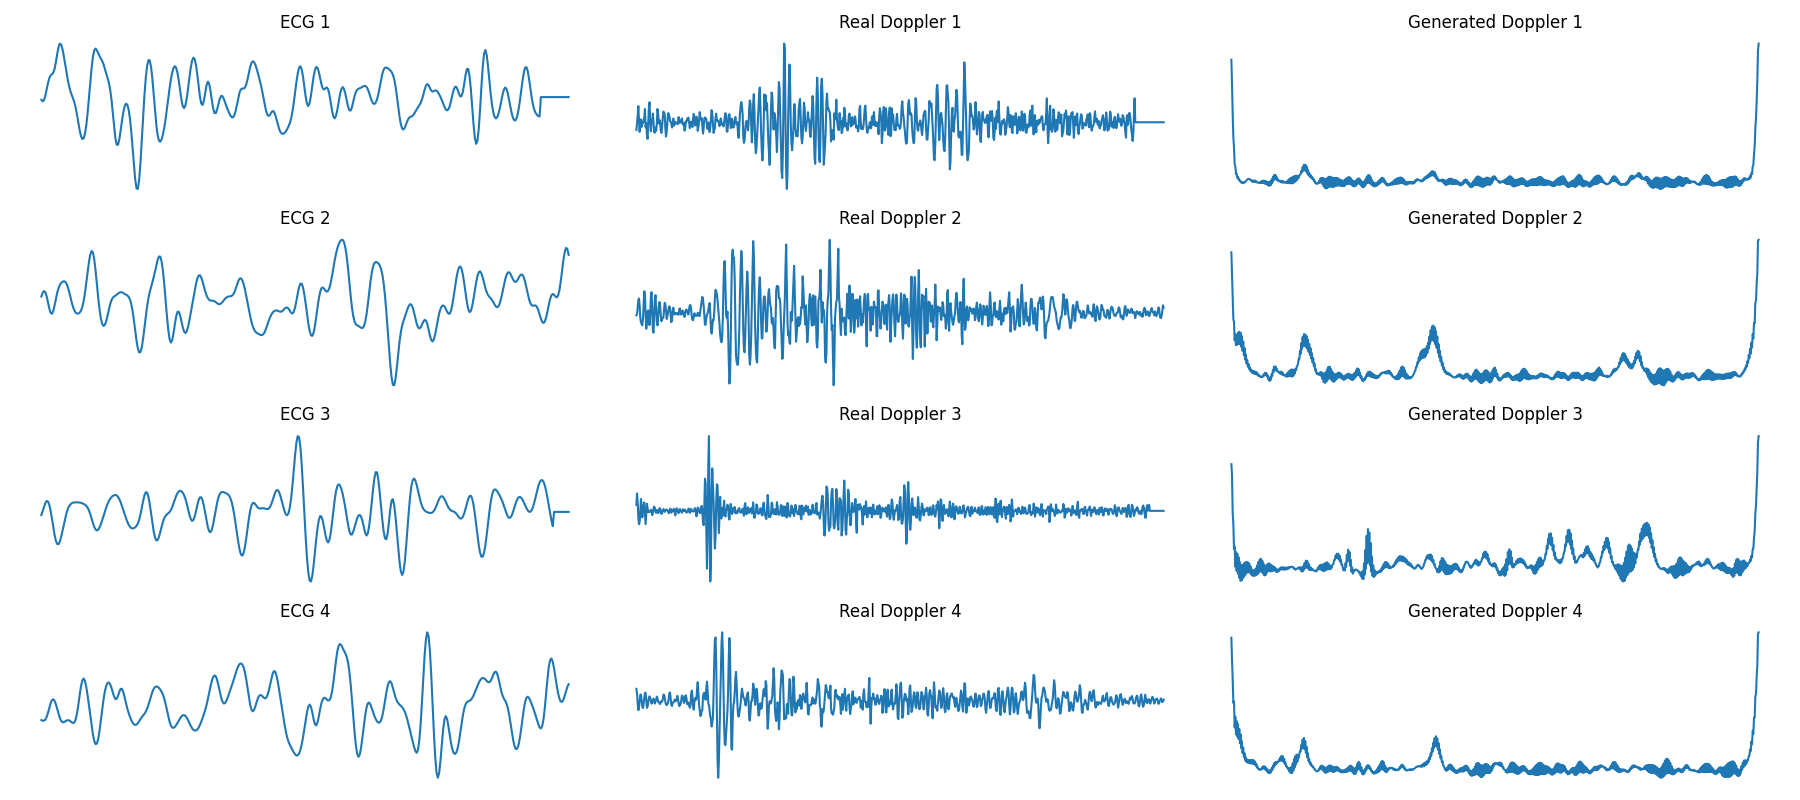 ECG 1
Real Doppler 1
Generated Doppler 1
ECG 2
Real Doppler 2
Generated Doppler 2
ECG 3
Real Doppler 3
Generated Doppler 3
ECG 4
Real Doppler 4
Generated Doppler 4